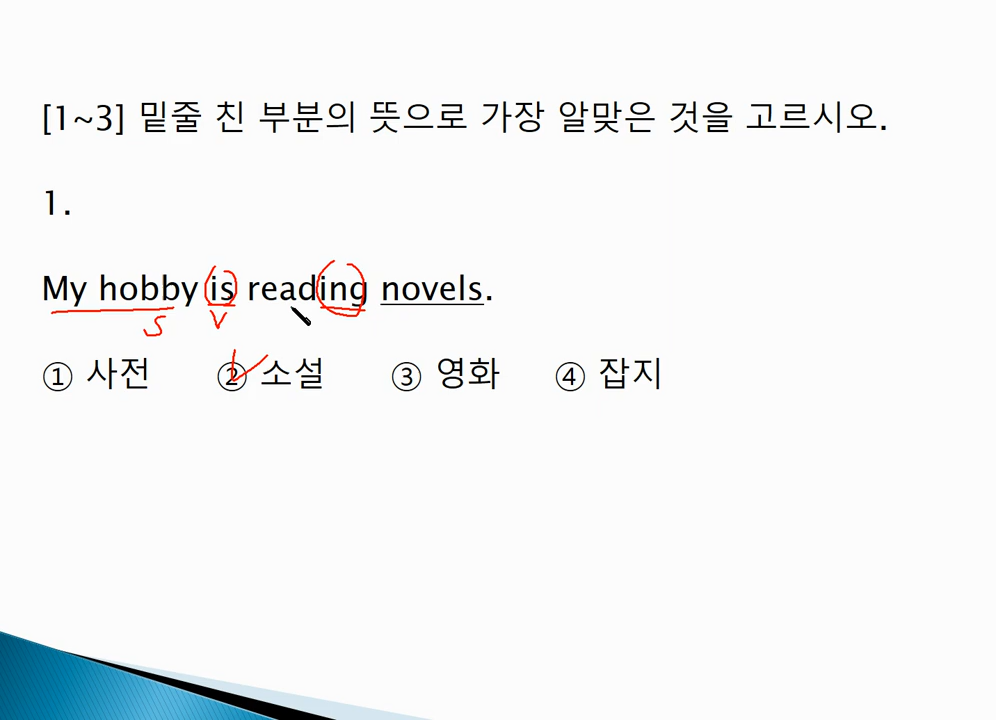 [1~3] 밑줄 친 부분의 뜻으로 가장 알맞은 것을 고르시오.
1.
My hobby is reading novels.
S V
① 사전 ② 소설 ③ 영화 ④ 잡지